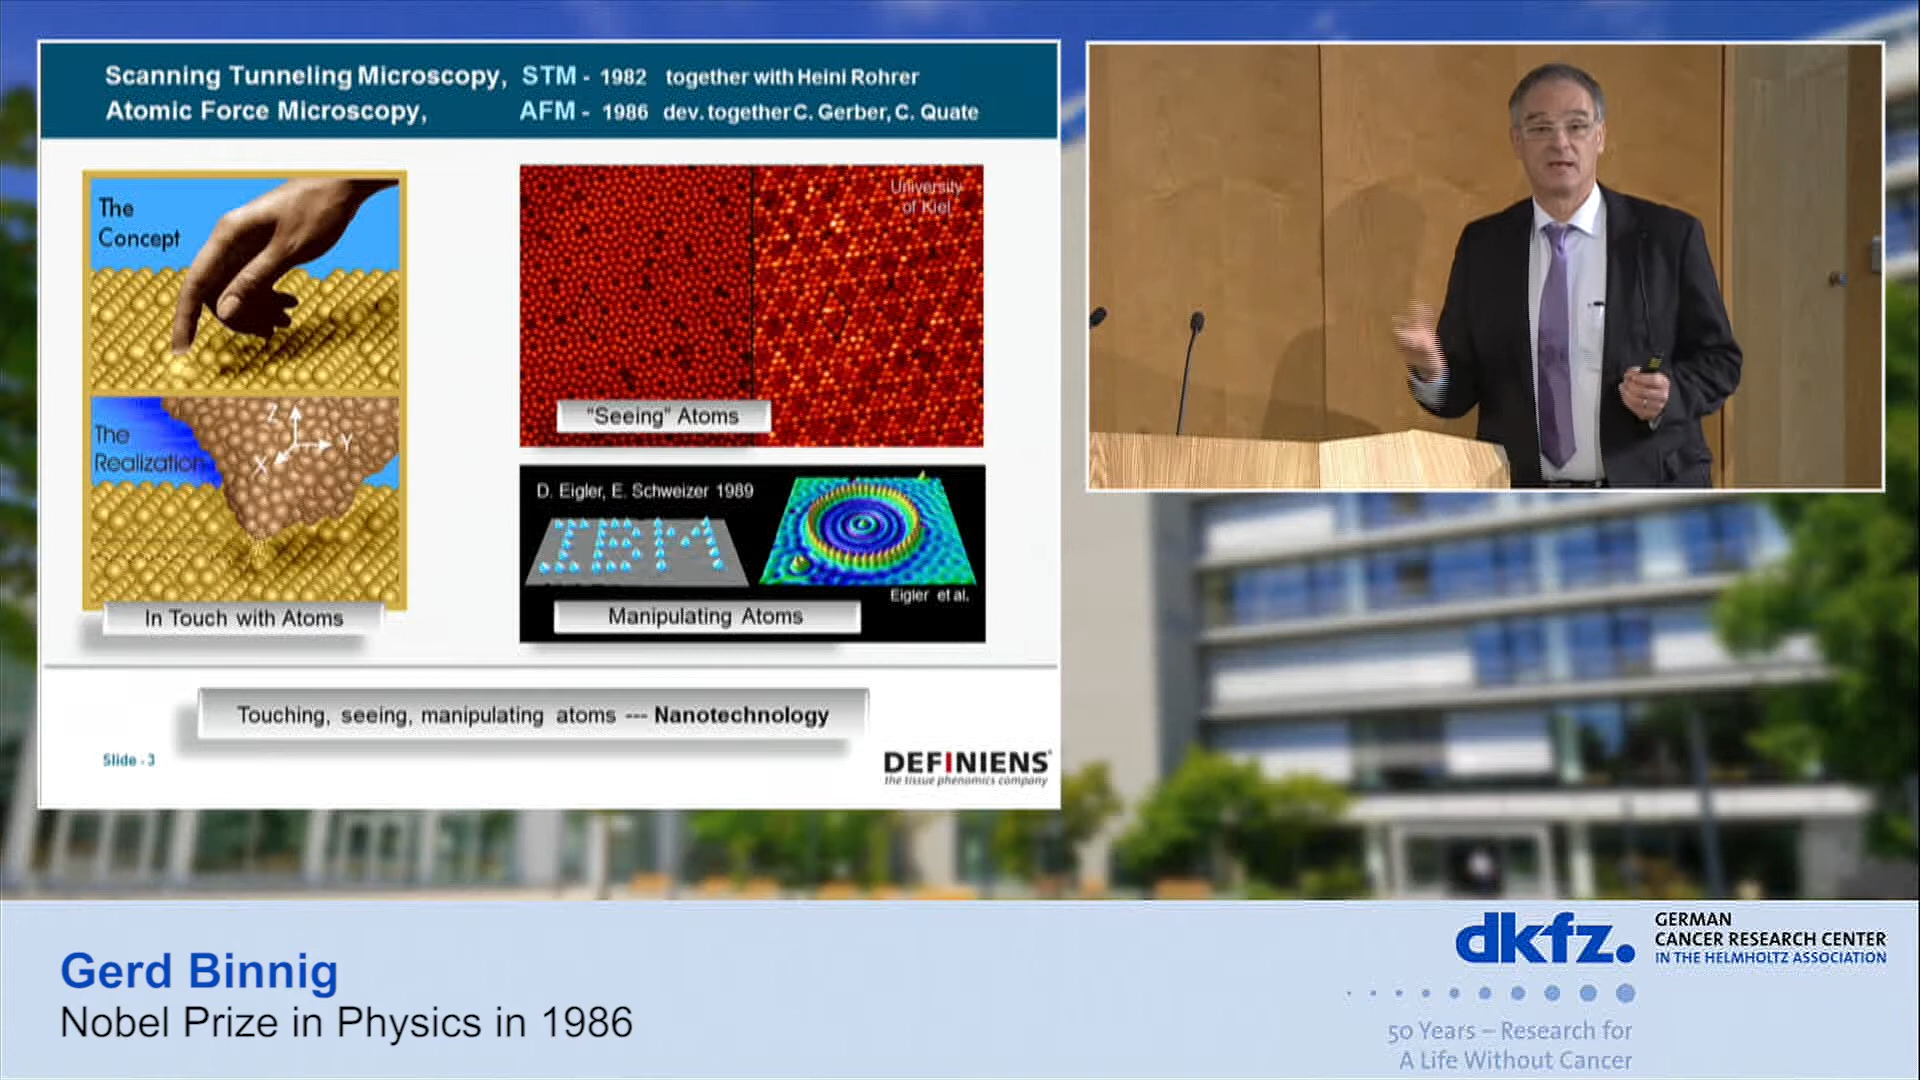 Scanning Tunneling Microscopy, STM - 1982 together with Heini Rohrer
Atomic Force Microscopy, AFM - 1986 dev. together C. Gerber, C. Quate
The
Concept
The
Realization
Z
Y
X
In Touch with Atoms
University
of Kiel
"Seeing" Atoms
D. Eigler, E. Schweizer 1989
IBM
Eigler et al.
Manipulating Atoms
Touching, seeing, manipulating atoms --- Nanotechnology
Slide - 3
DEFINIENS
the tissue phenomics company
Gerd Binnig
Nobel Prize in Physics in 1986
dkfz.
GERMAN
CANCER RESEARCH CENTER
IN THE HELMHOLTZ ASSOCIATION
50 Years – Research for
A Life Without Cancer